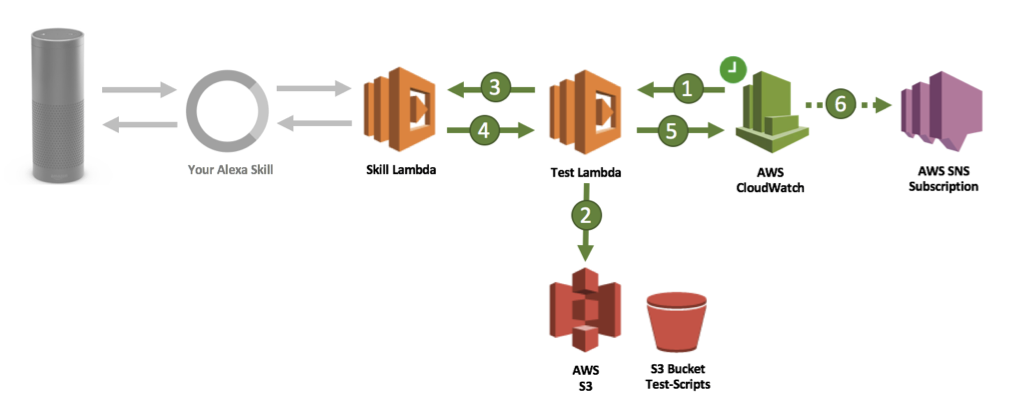 3
1
6
4
5
Your Alexa Skill
Skill Lambda
Test Lambda
AWS
CloudWatch
AWS SNS
Subscription
2
AWS
S3
S3 Bucket
Test-Scripts